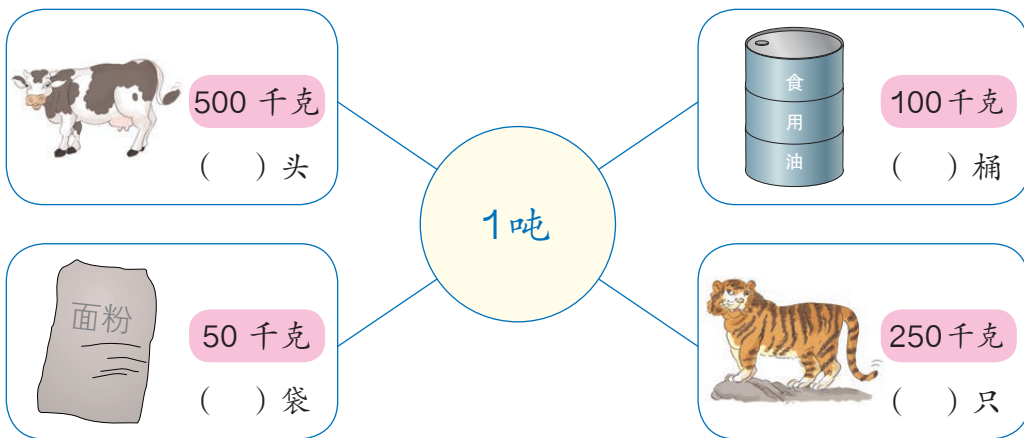 500 千克
( ) 头
食
用
油
100千克
( ) 桶
1吨
面粉
50 千克
( ) 袋
250千克
( ) 只